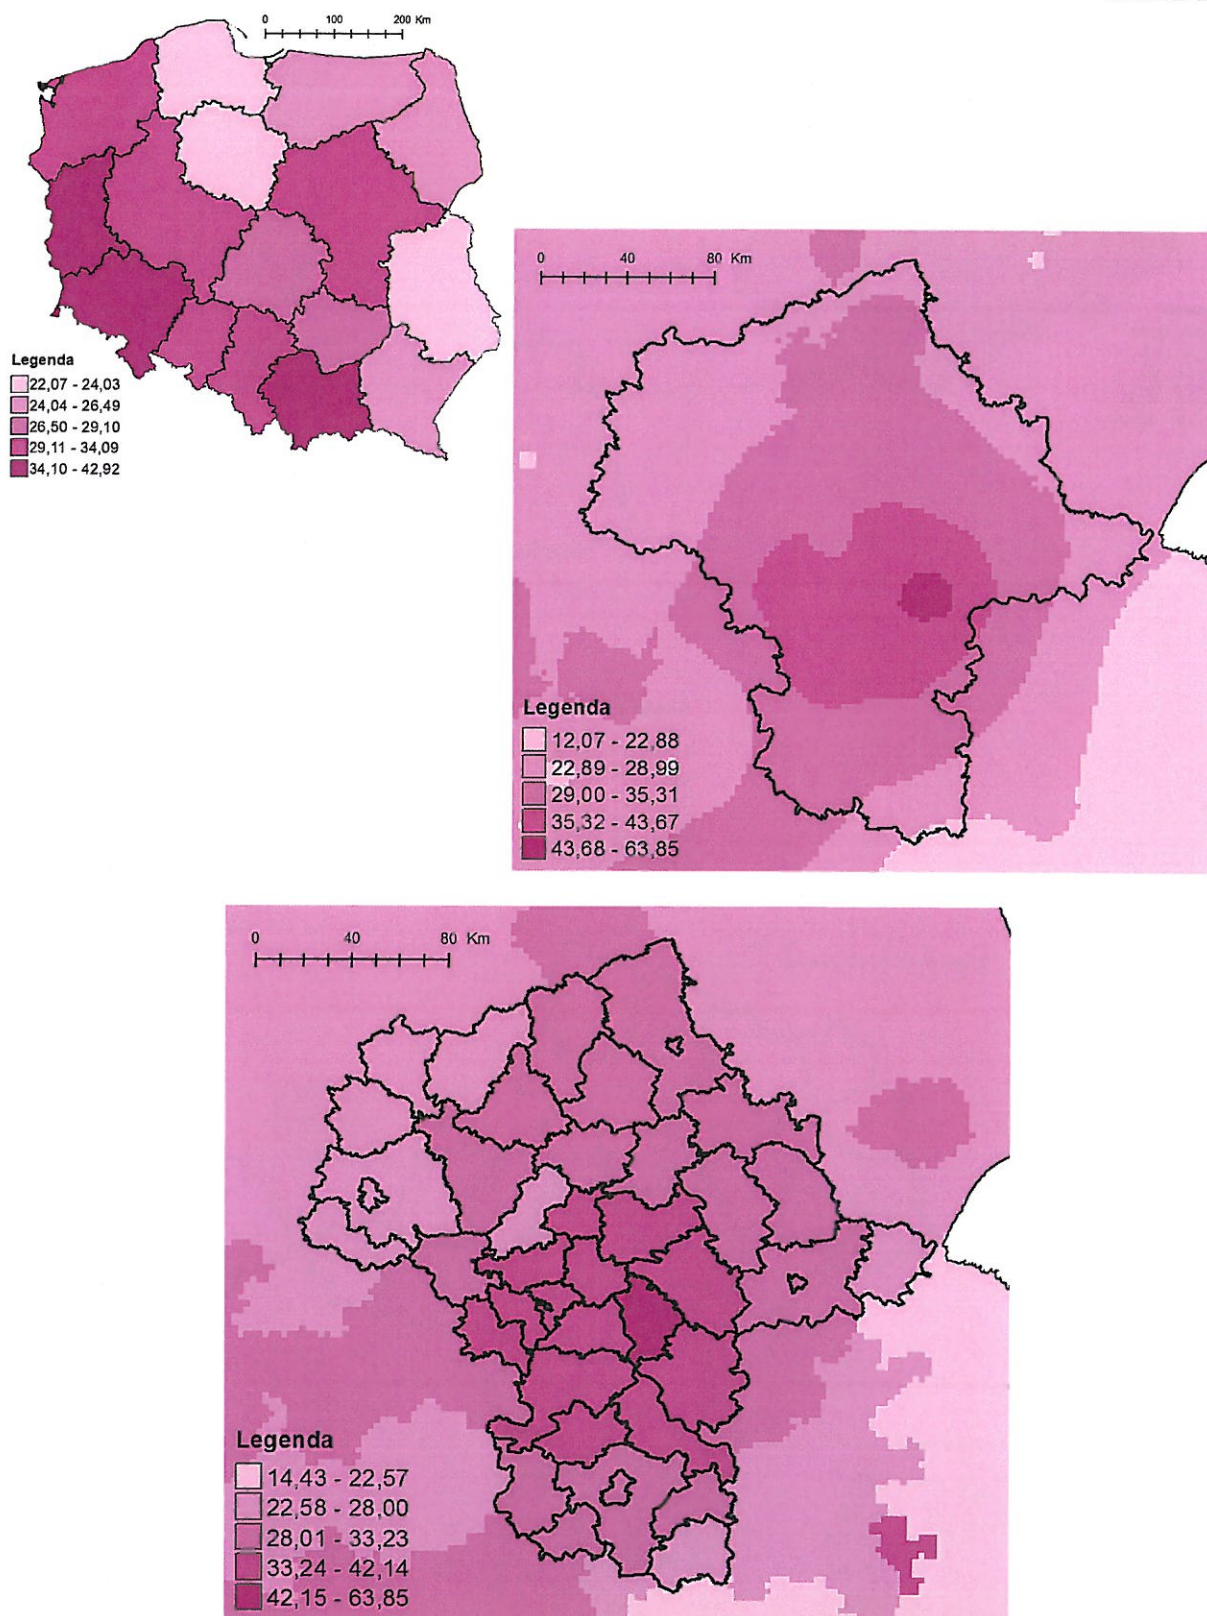 0 100 200 Km
Legenda
22,07 - 24,03
24,04 - 26,49
26,50 - 29,10
29,11 - 34,09
34,10 - 42,92
0 40 80 Km
Legenda
12,07 - 22,88
22,89 - 28,99
29,00 - 35,31
35,32 - 43,67
43,68 - 63,85
0 40 80 Km
Legenda
14,43 - 22,57
22,58 - 28,00
28,01 - 33,23
33,24 - 42,14
42,15 - 63,85